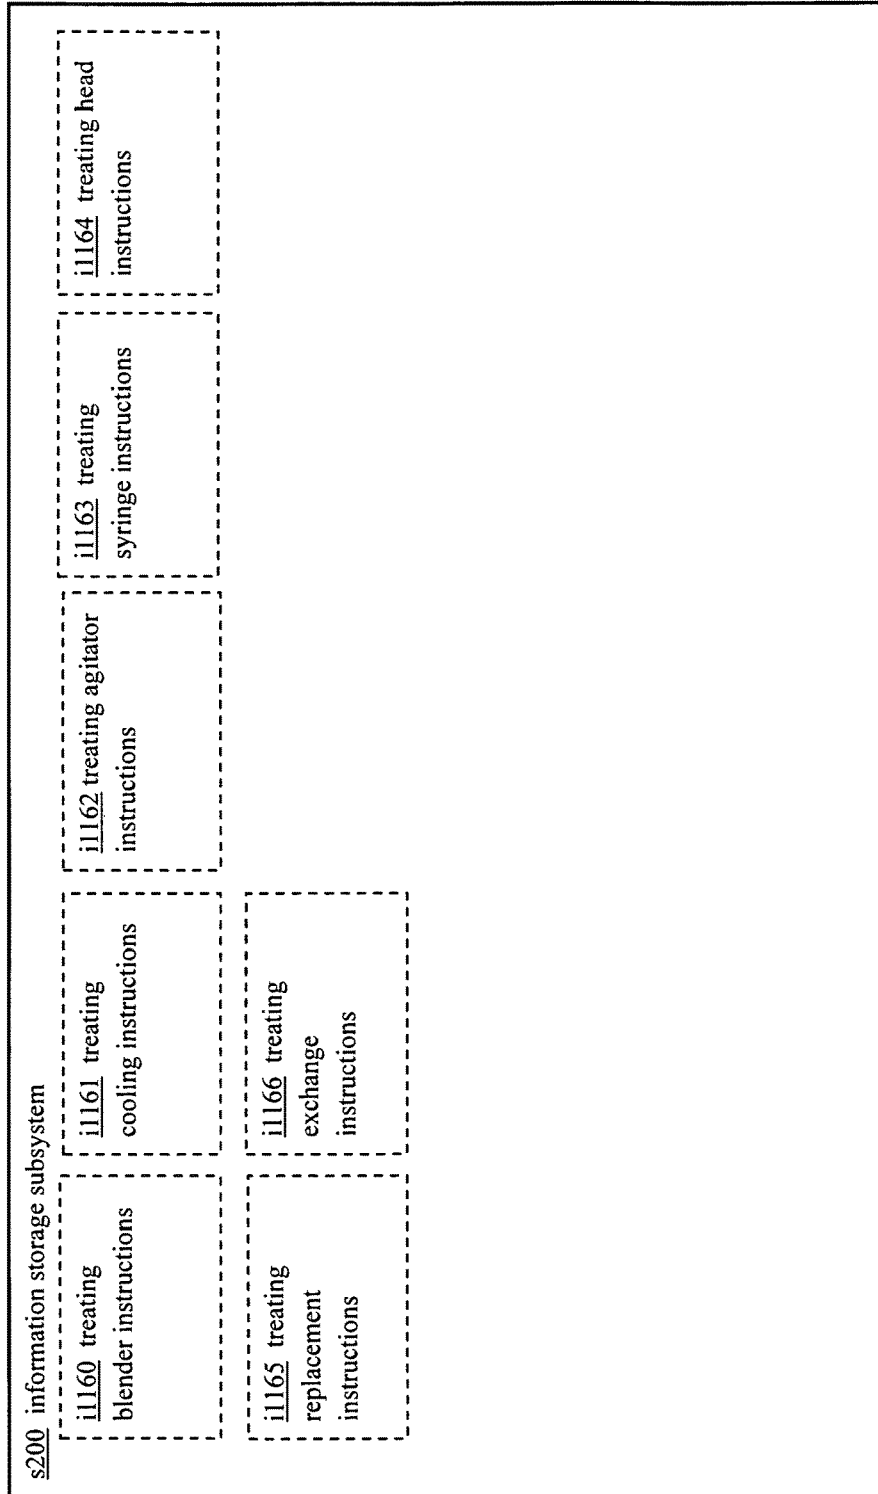 s200 information storage subsystem
i1160 treating
blender instructions
i1161 treating
cooling instructions
i1162 treating agitator
instructions
i1163 treating
syringe instructions
i1164 treating head
instructions
i1165 treating
replacement
instructions
i1166 treating
exchange
instructions